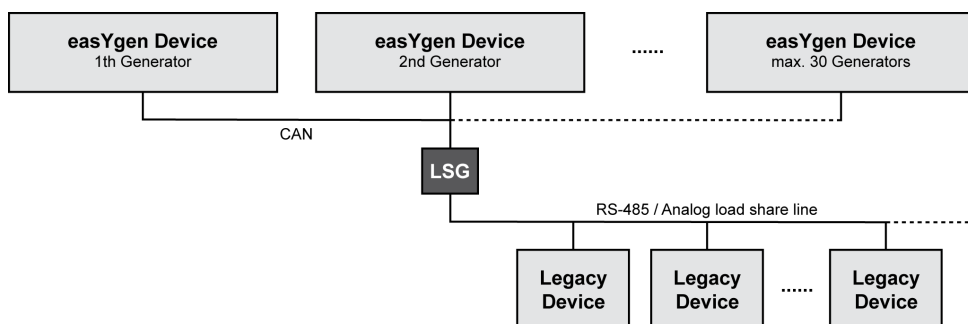 easYgen Device
1th Generator
easYgen Device
2nd Generator
......
easYgen Device
max. 30 Generators
CAN
LSG
RS-485 / Analog load share line
Legacy
Device
Legacy
Device
......
Legacy
Device